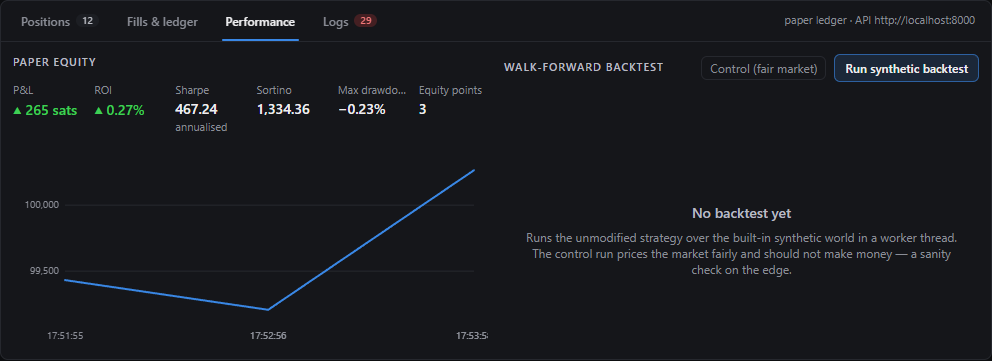 Positions 12 Fills & ledger Performance Logs 29 paper ledger · API http://localhost:8000
PAPER EQUITY
P&L ROI Sharpe Sortino Max drawdo... Equity points
▲ 265 sats ▲ 0.27% 467.24 1,334.36 −0.23% 3
annualised
100,000
99,500
17:51:55 17:52:56 17:53:5
WALK-FORWARD BACKTEST Control (fair market) Run synthetic backtest
No backtest yet
Runs the unmodified strategy over the built-in synthetic world in a worker thread.
The control run prices the market fairly and should not make money — a sanity
check on the edge.